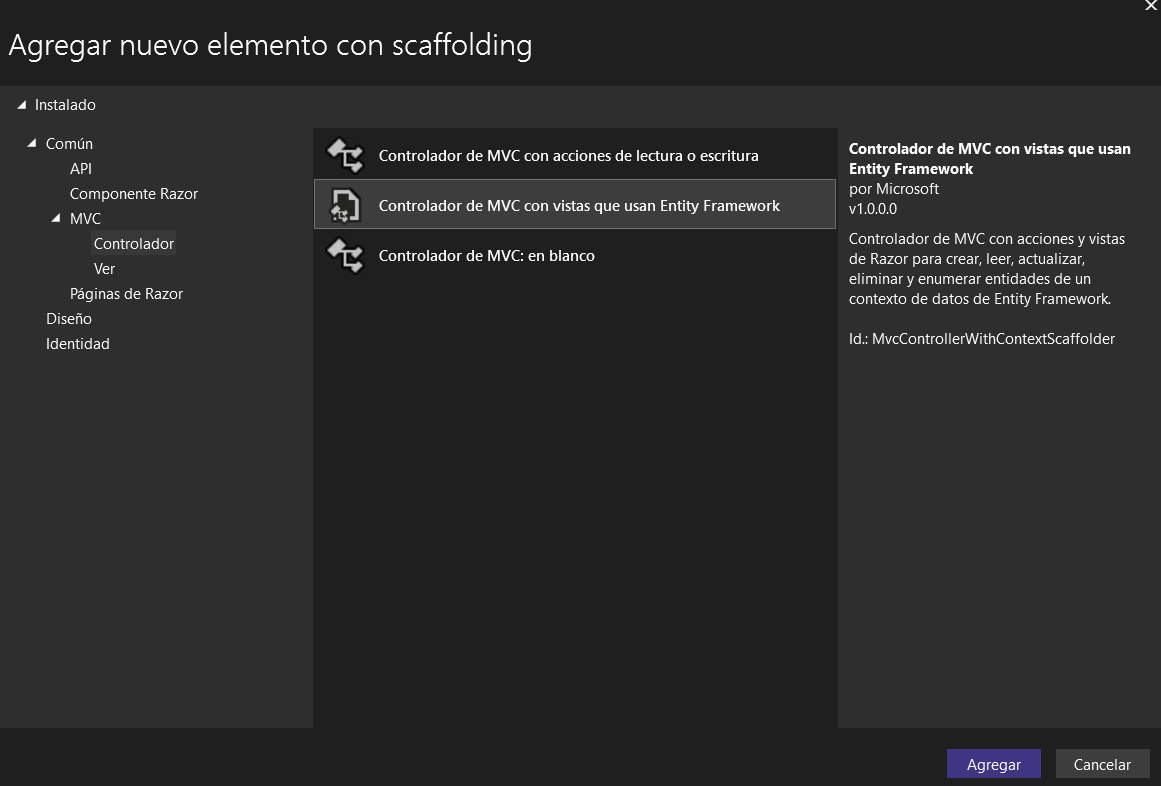 Agregar nuevo elemento con scaffolding
Instalado
Común
API
Componente Razor
MVC
Controlador
Ver
Páginas de Razor
Diseño
Identidad
Controlador de MVC con acciones de lectura o escritura
Controlador de MVC con vistas que usan Entity Framework
Controlador de MVC: en blanco
Controlador de MVC con vistas que usan
Entity Framework
por Microsoft
v1.0.0.0
Controlador de MVC con acciones y vistas
de Razor para crear, leer, actualizar,
eliminar y enumerar entidades de un
contexto de datos de Entity Framework.
Id.: MvcControllerWithContextScaffolder
Agregar
Cancelar